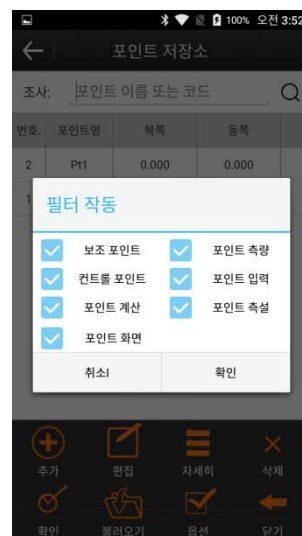 100% 오전 3:52
포인트 저장소
조사: 포인트 이름 또는 코드
번호. 포인트명 북쪽 동쪽
2 Pt1 0.000 0.000
1
필터 작동
보조 포인트 포인트 측량
컨트롤 포인트 포인트 입력
포인트 계산 포인트 측설
포인트 화면
취소I 확인
추가 편집 자세히 삭제
확인 불러오기 옵션 닫기